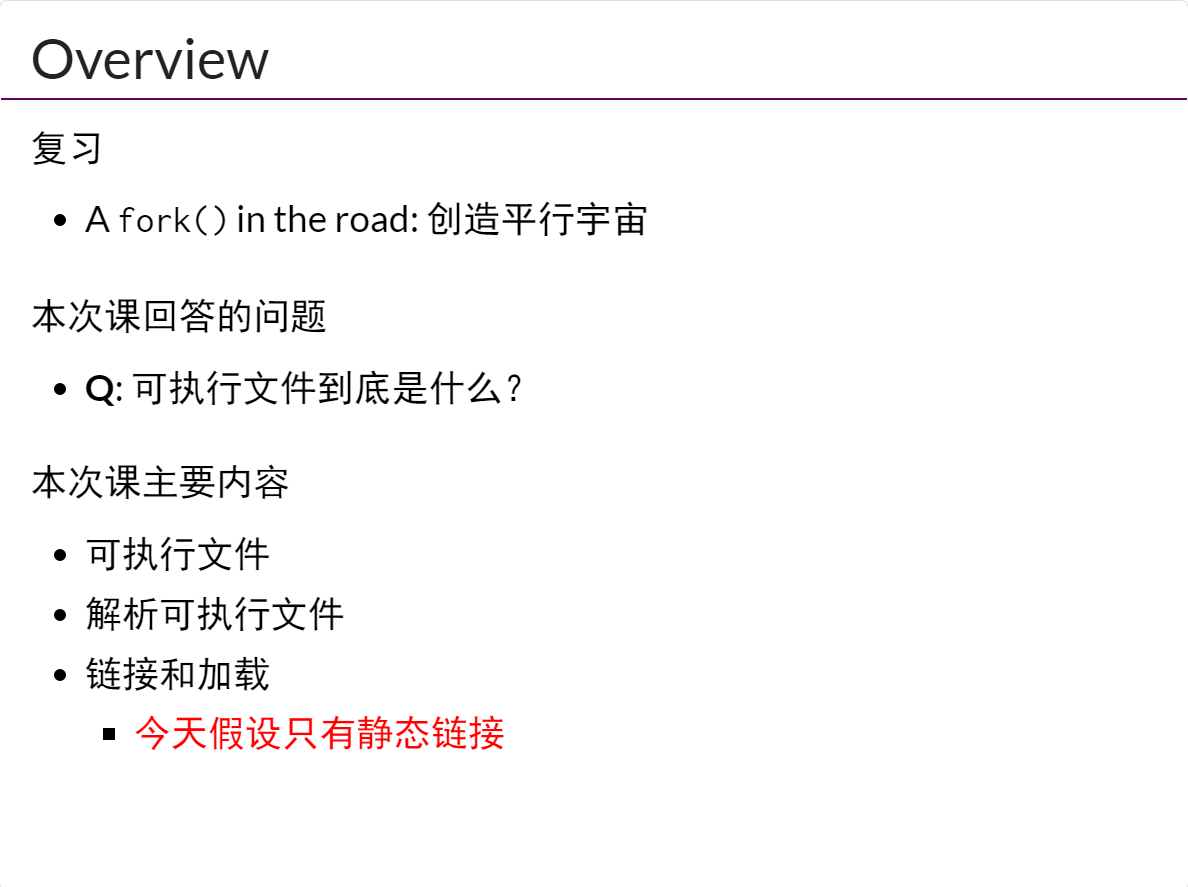 Overview
复习
A fork() in the road: 创造平行宇宙
本次课回答的问题
Q: 可执行文件到底是什么？
本次课主要内容
可执行文件
解析可执行文件
链接和加载
今天假设只有静态链接